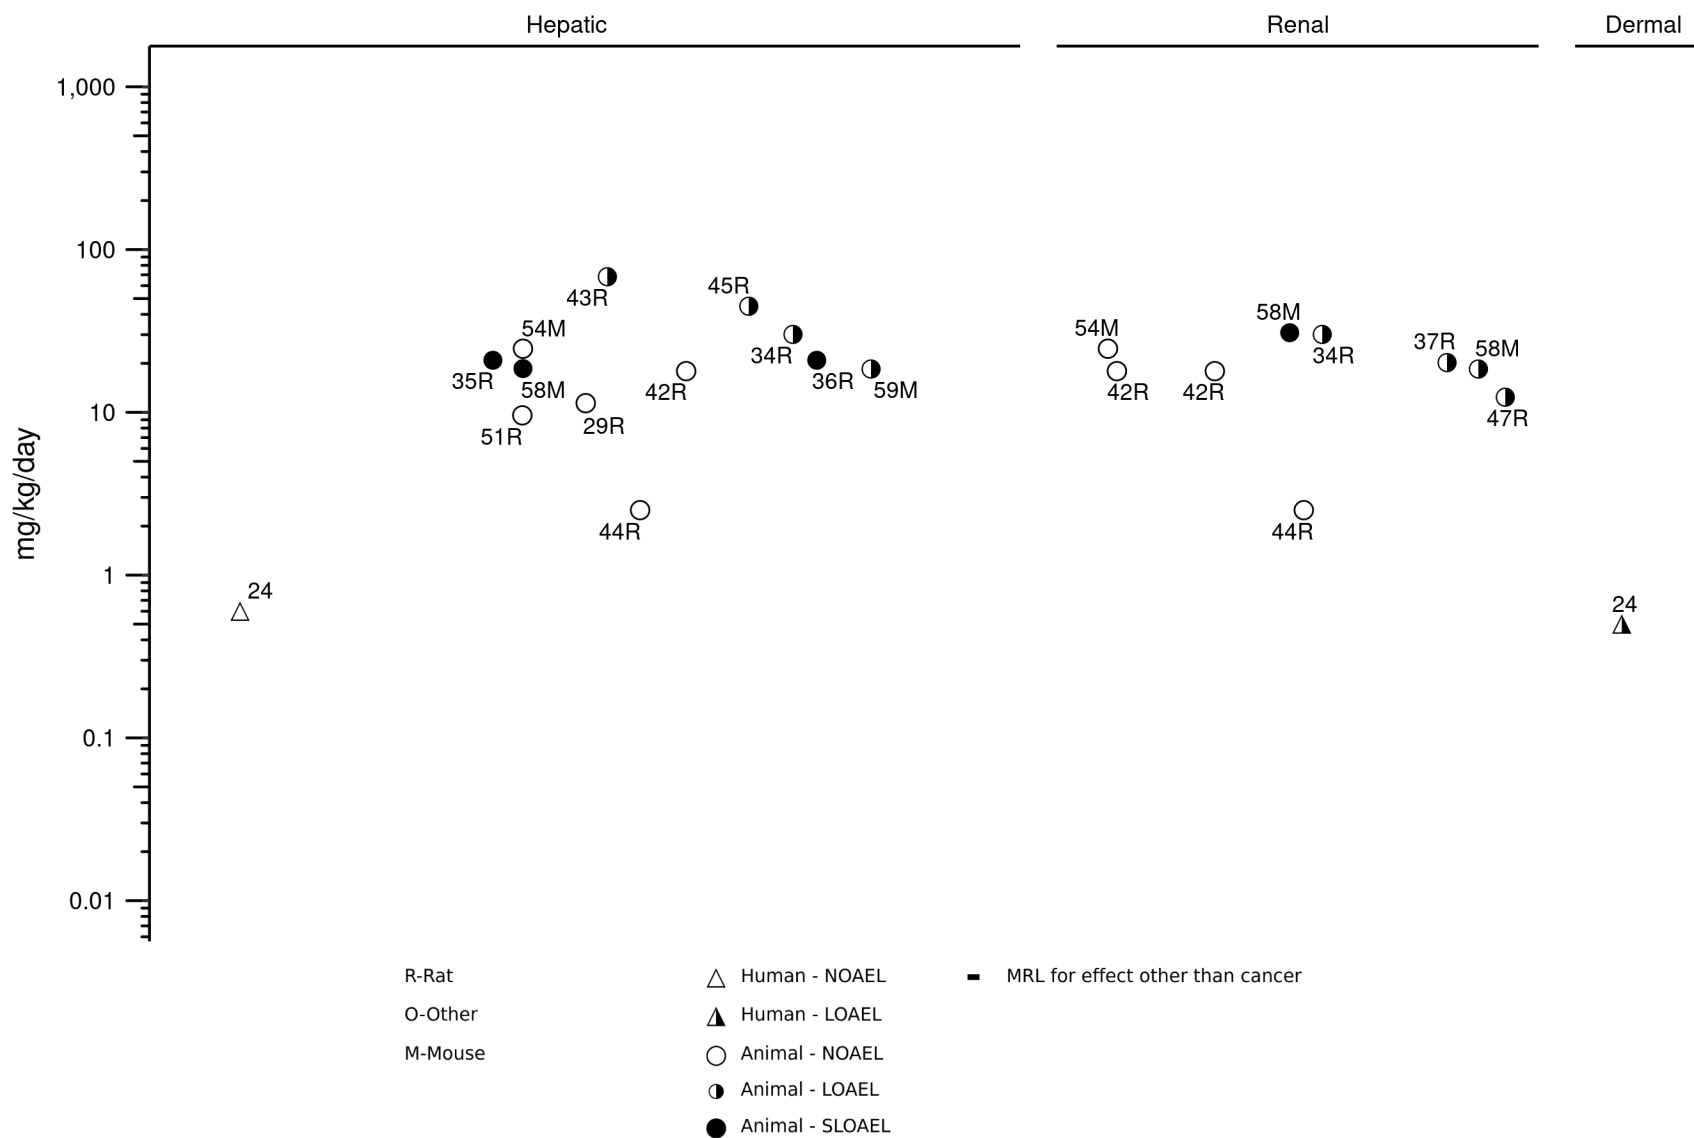 Hepatic Renal Dermal
1,000
100
10
1
0.1
0.01
mg/kg/day
43R
45R
54M
35R
58M
34R
36R
59M
42R
29R
51R
44R
24
54M
58M
34R
37R
58M
42R
42R
47R
44R
24
R-Rat
O-Other
M-Mouse
Human - NOAEL
Human - LOAEL
Animal - NOAEL
Animal - LOAEL
Animal - SLOAEL
MRL for effect other than cancer